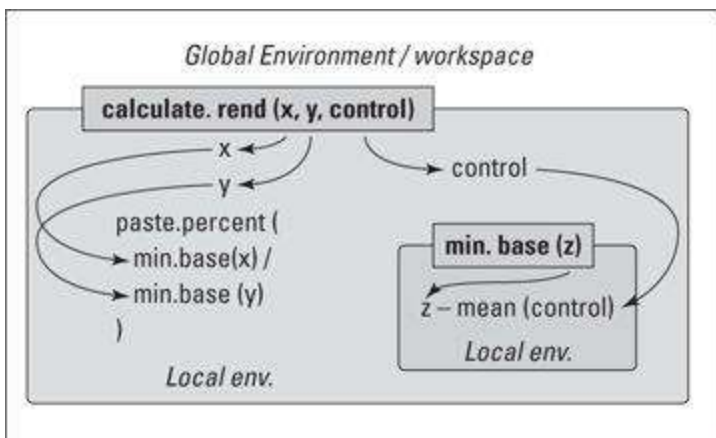 Global Environment / workspace
calculate. rend (x, y, control)
x
y
control
paste.percent (
min.base(x) /
min.base (y)
)
Local env.
min. base (z)
z – mean (control)
Local env.